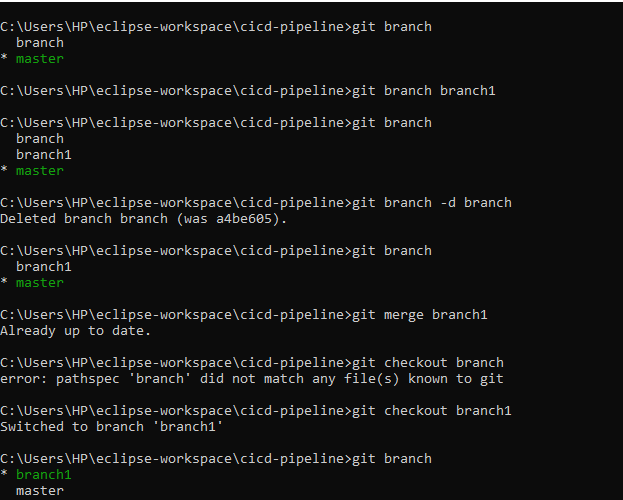 C:\Users\HP\eclipse-workspace\cicd-pipeline>git branch
  branch
* master
C:\Users\HP\eclipse-workspace\cicd-pipeline>git branch branch1
C:\Users\HP\eclipse-workspace\cicd-pipeline>git branch
  branch
  branch1
* master
C:\Users\HP\eclipse-workspace\cicd-pipeline>git branch -d branch
Deleted branch branch (was a4be605).
C:\Users\HP\eclipse-workspace\cicd-pipeline>git branch
  branch1
* master
C:\Users\HP\eclipse-workspace\cicd-pipeline>git merge branch1
Already up to date.
C:\Users\HP\eclipse-workspace\cicd-pipeline>git checkout branch
error: pathspec 'branch' did not match any file(s) known to git
C:\Users\HP\eclipse-workspace\cicd-pipeline>git checkout branch1
Switched to branch 'branch1'
C:\Users\HP\eclipse-workspace\cicd-pipeline>git branch
* branch1
  master